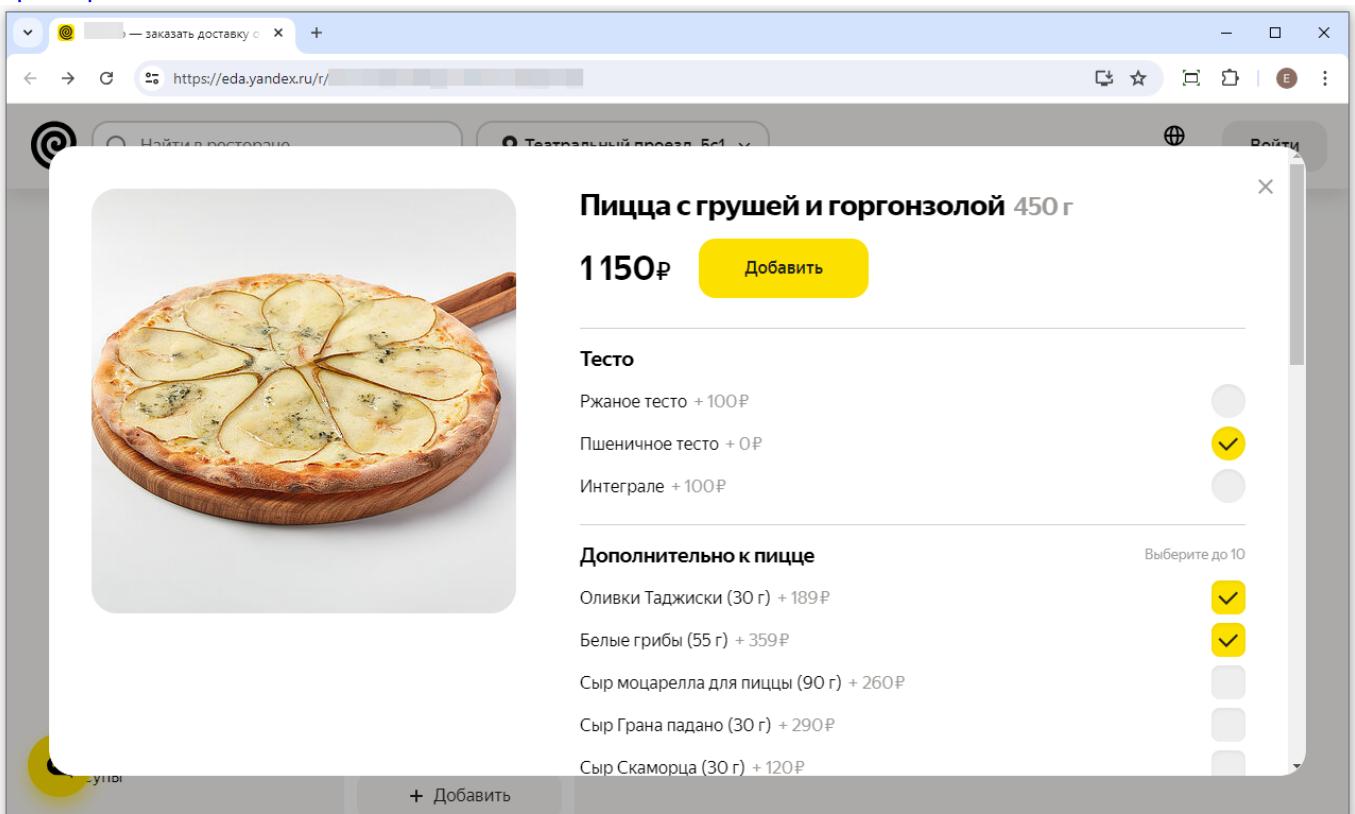 — заказать доставку с
https://eda.yandex.ru/r/
Найти в ресторане
Театральный проезд, 5с1
Войти
Пицца с грушей и горгонзолой 450 г
1 150₽
Добавить
Тесто
Ржаное тесто + 100₽
Пшеничное тесто + 0₽
Интеграле + 100₽
Дополнительно к пицце
Выберите до 10
Оливки Таджиски (30 г) + 189₽
Белые грибы (55 г) + 359₽
Сыр моцарелла для пиццы (90 г) + 260₽
Сыр Грана падано (30 г) + 290₽
Сыр Скаморца (30 г) + 120₽
+ Добавить